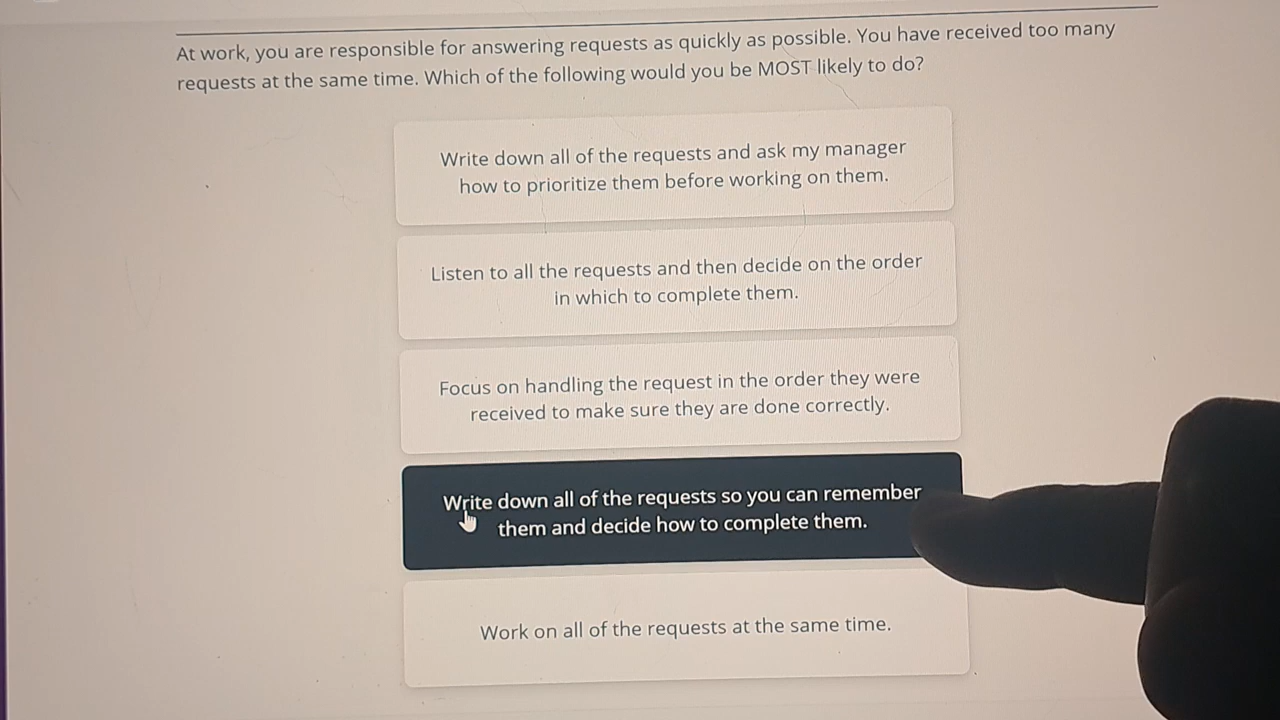 At work, you are responsible for answering requests as quickly as possible. You have received too many
requests at the same time. Which of the following would you be MOST likely to do?
Write down all of the requests and ask my manager
how to prioritize them before working on them.
Listen to all the requests and then decide on the order
in which to complete them.
Focus on handling the request in the order they were
received to make sure they are done correctly.
Write down all of the requests so you can remember
them and decide how to complete them.
Work on all of the requests at the same time.